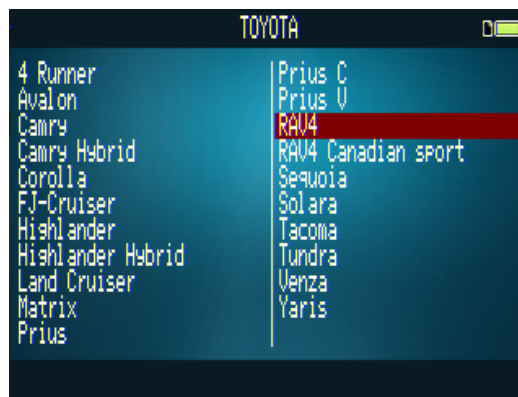 TOYOTA
4 Runner
Avalon
Camry
Camry Hybrid
Corolla
FJ-Cruiser
Highlander
Highlander Hybrid
Land Cruiser
Matrix
Prius
Prius C
Prius V
RAV4
RAV4 Canadian sport
Sequoia
Solara
Tacoma
Tundra
Venza
Yaris